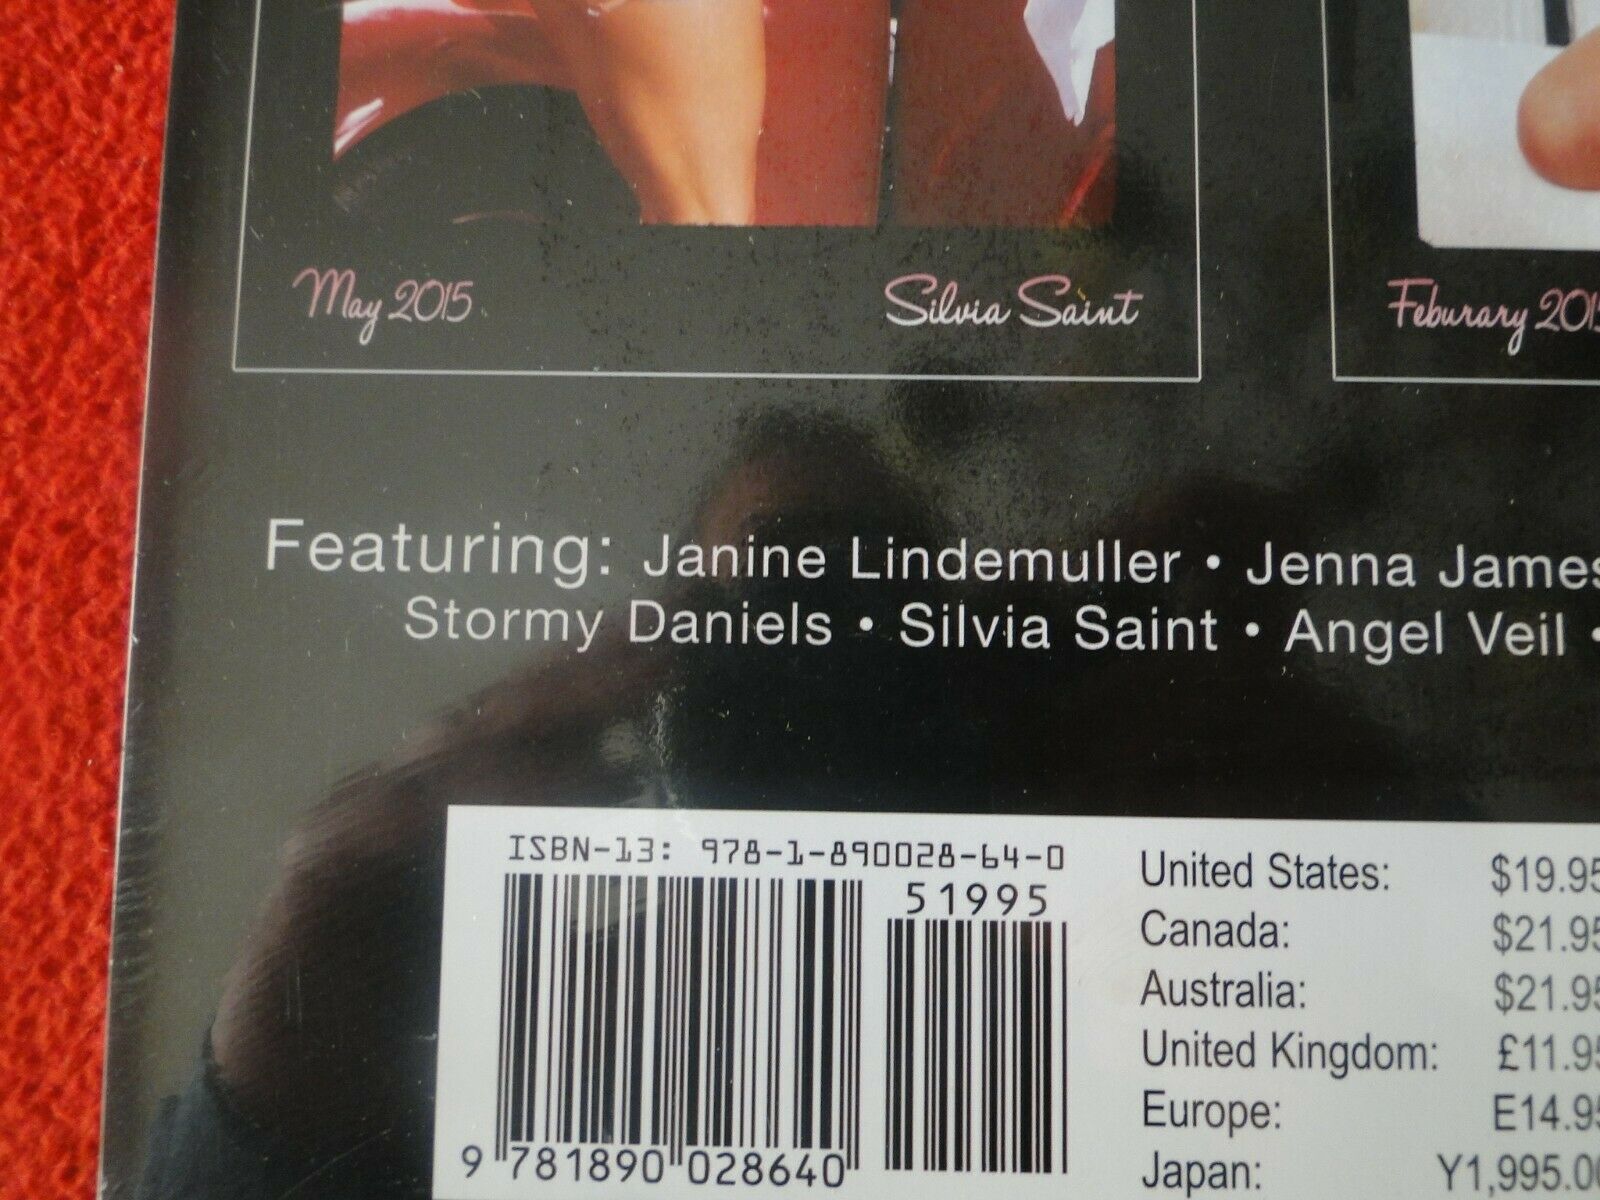 May 2015 Silvia Saint
Feburary 2015
Featuring: Janine Lindemuller • Jenna James
Stormy Daniels • Silvia Saint • Angel Veil •
ISBN-13: 978-1-890028-64-0
51995
9 781890 028640
United States: $19.95
Canada: $21.95
Australia: $21.95
United Kingdom: £11.95
Europe: E14.95
Japan: Y1,995.00